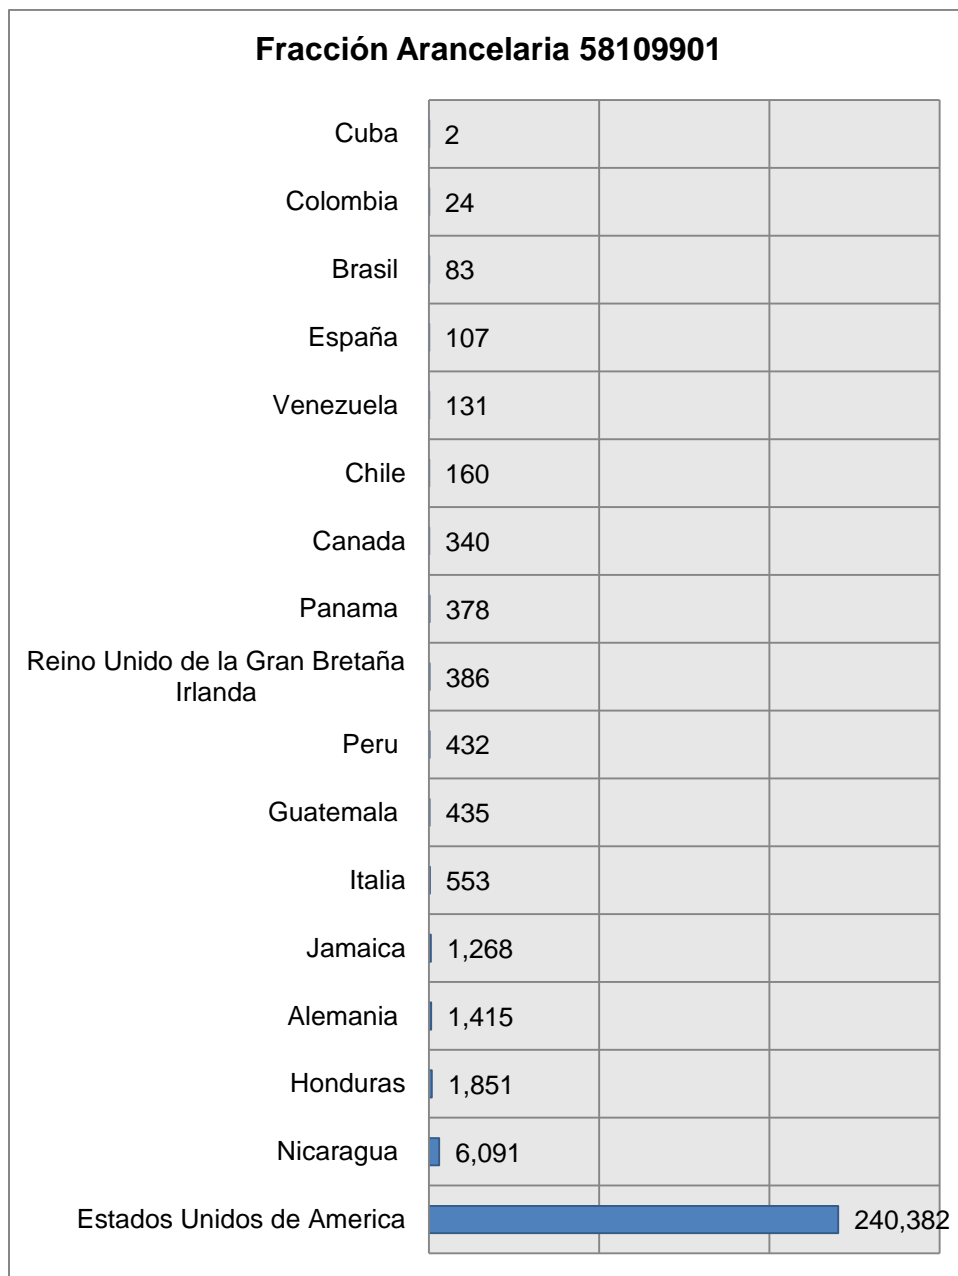 Fracción Arancelaria 58109901
Cuba 2
Colombia 24
Brasil 83
España 107
Venezuela 131
Chile 160
Canada 340
Panama 378
Reino Unido de la Gran Bretaña
Irlanda 386
Peru 432
Guatemala 435
Italia 553
Jamaica 1,268
Alemania 1,415
Honduras 1,851
Nicaragua 6,091
Estados Unidos de America 240,382